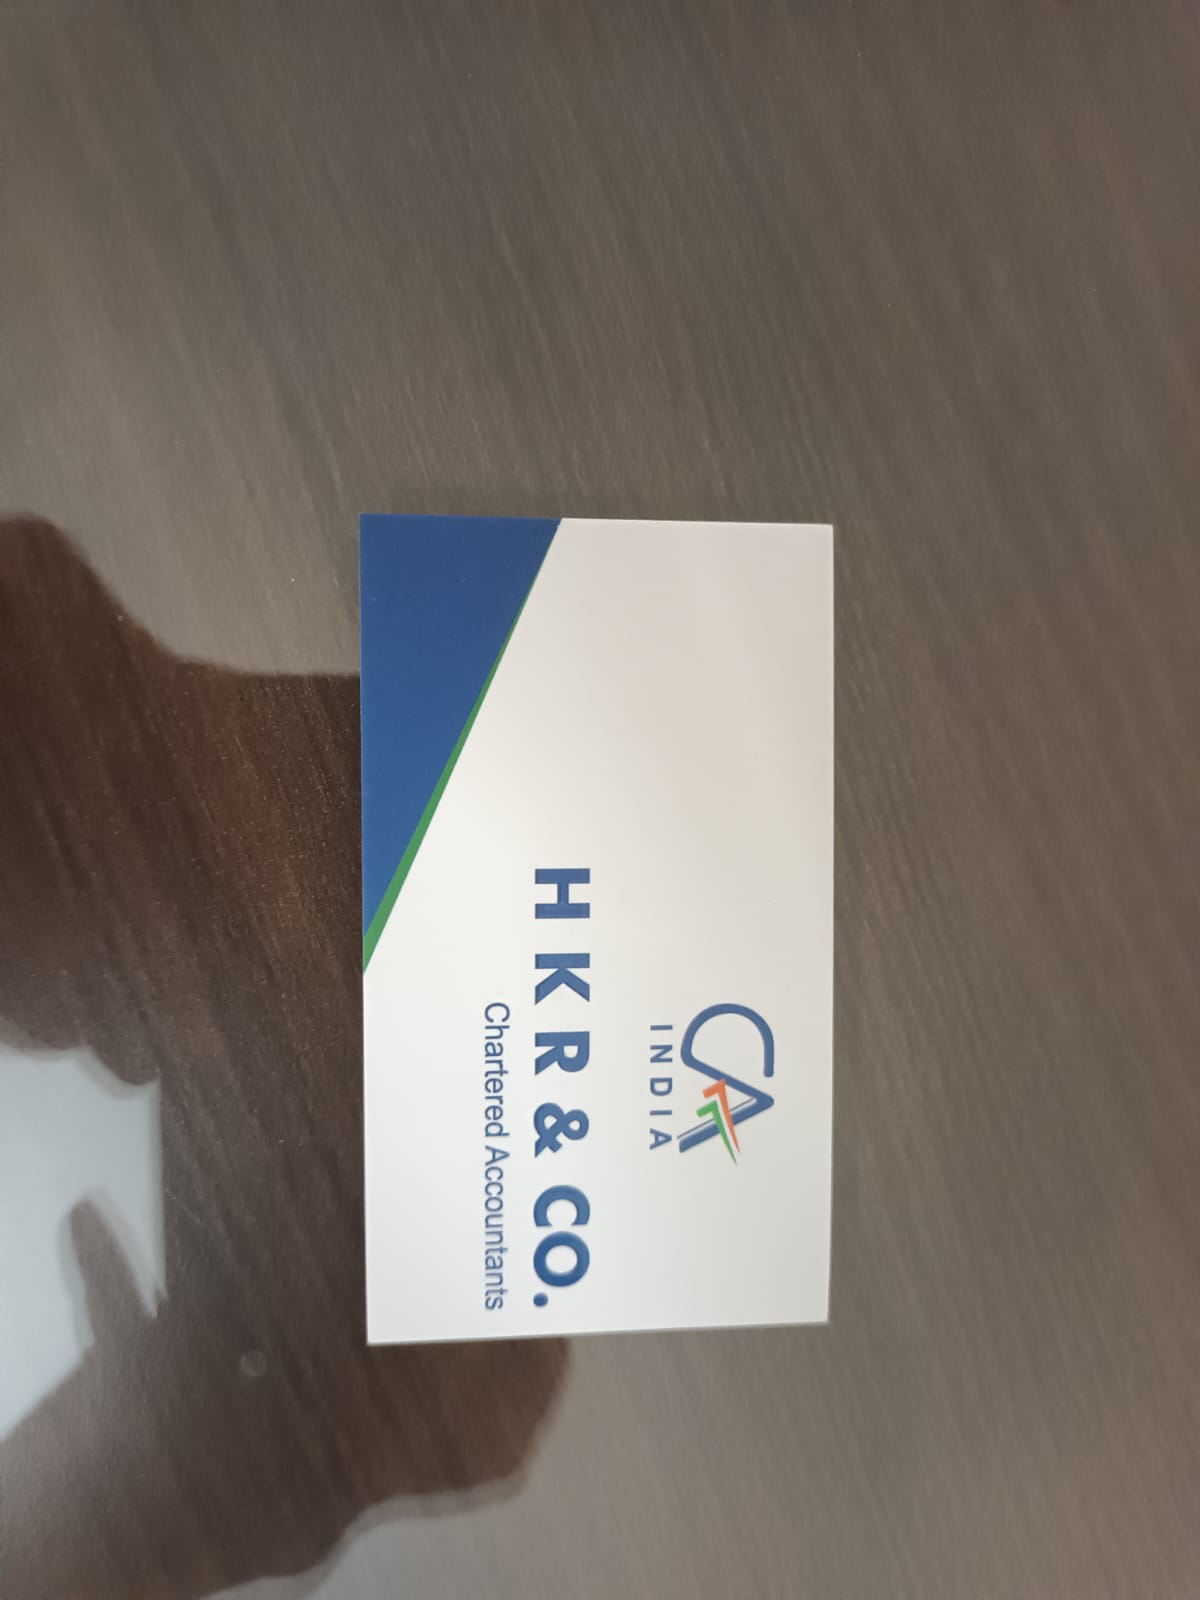 CA
INDIA
H K R & CO.
Chartered Accountants